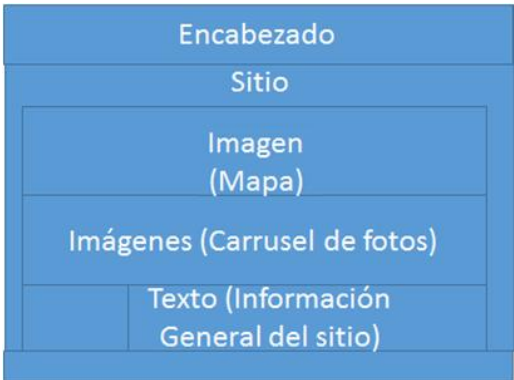 Encabezado
Sitio
Imagen
(Mapa)
Imágenes (Carrusel de fotos)
Texto (Información
General del sitio)